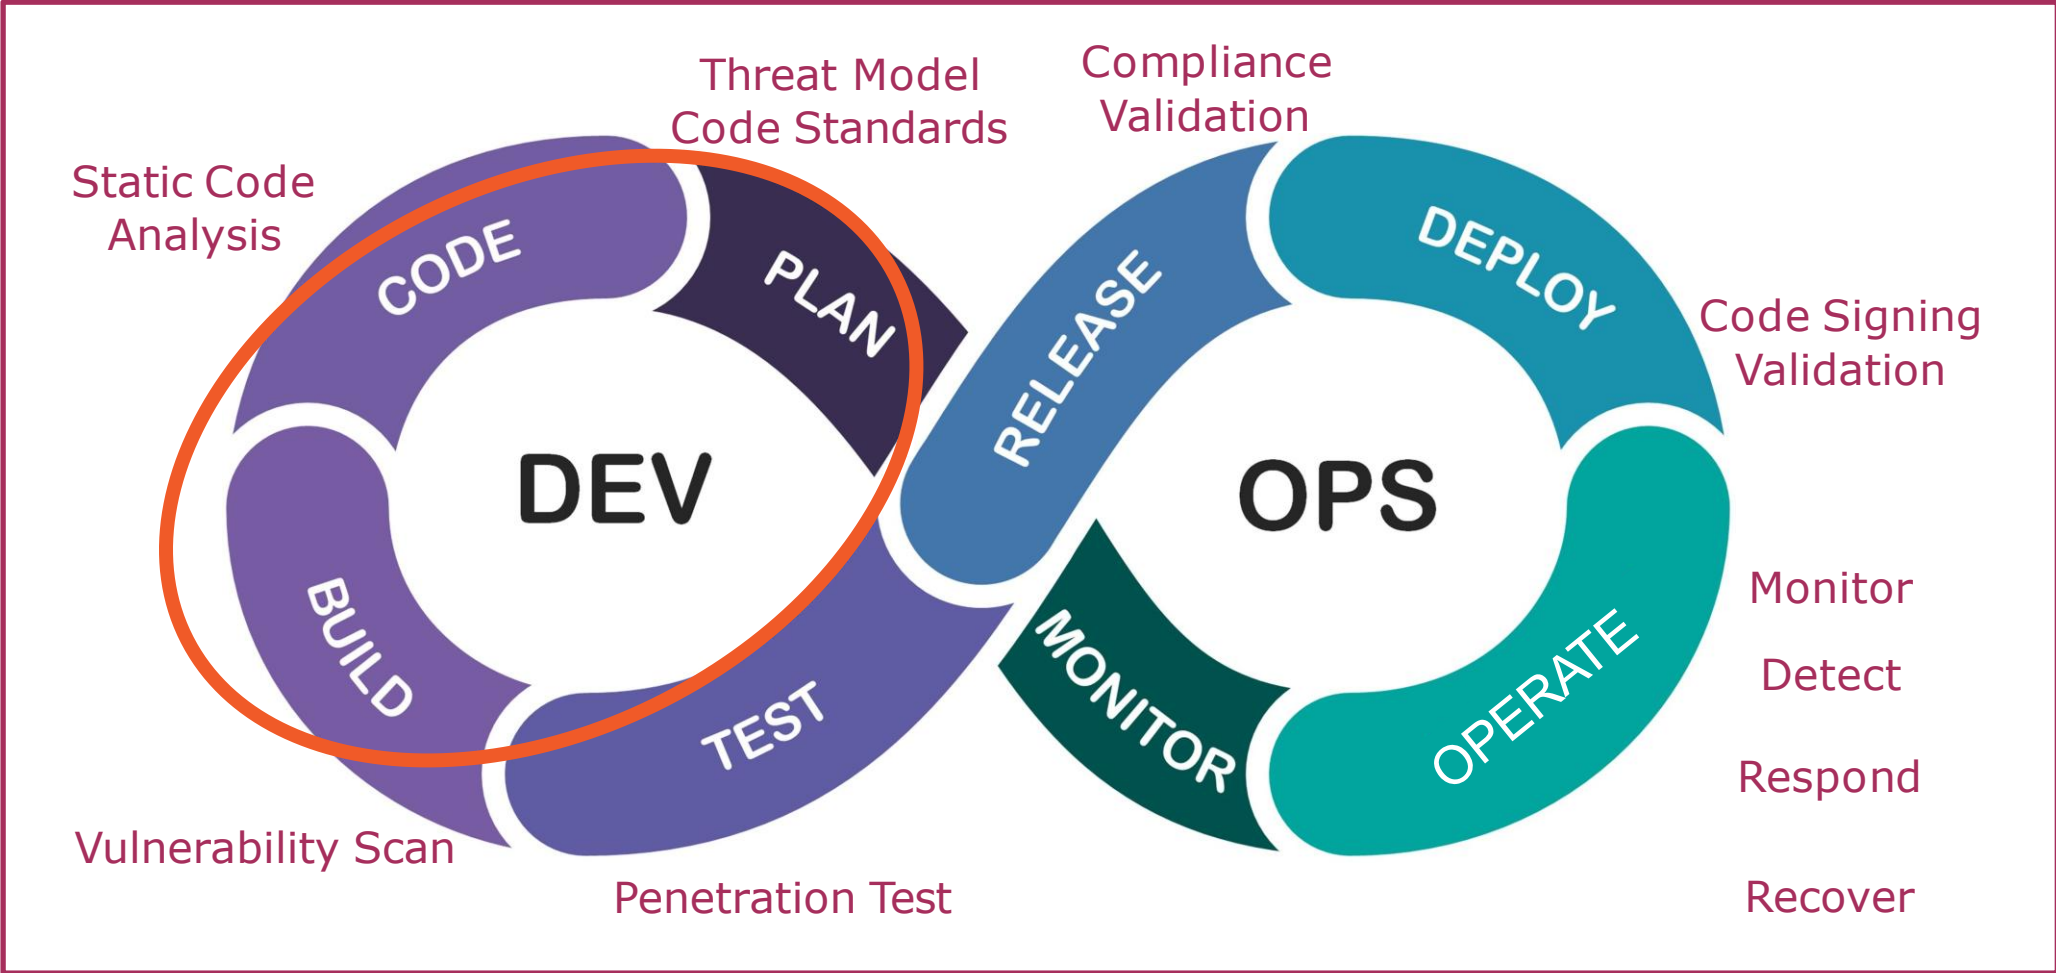 Threat Model
Code Standards
Compliance
Validation
Static Code
Analysis
CODE
PLAN
RELEASE
DEPLOY
Code Signing
Validation
DEV
OPS
BUILD
TEST
MONITOR
OPERATE
Monitor
Detect
Respond
Recover
Vulnerability Scan
Penetration Test